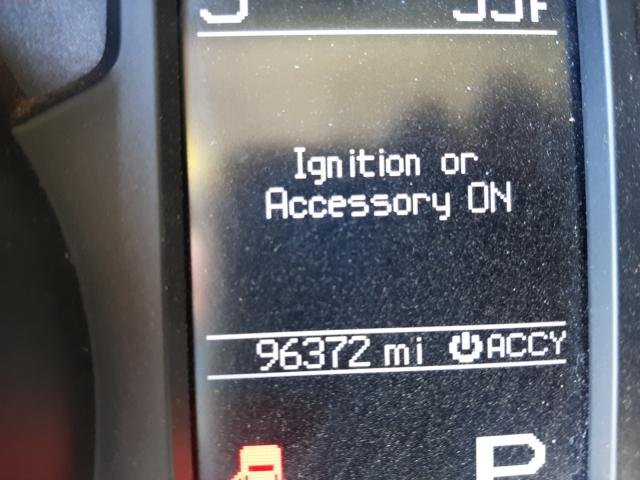 Ignition or
Accessory ON
96372 mi ACCY
P